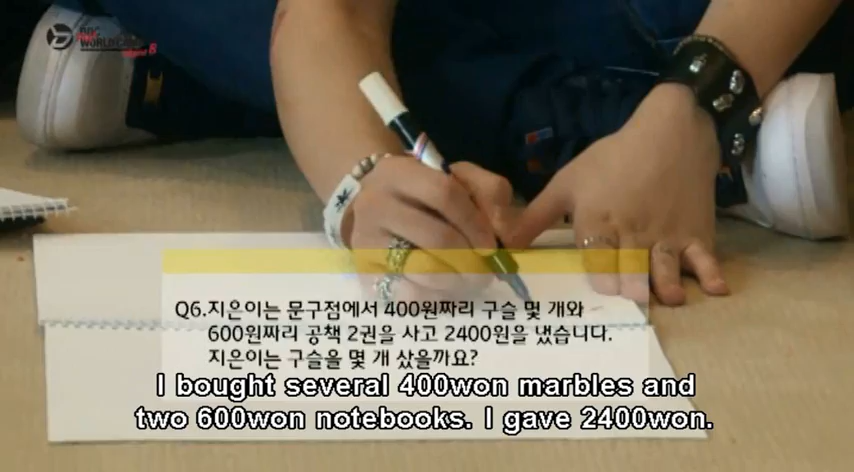 WORLD
Q6.지은이는 문구점에서 400원짜리 구슬 몇 개와
600원짜리 공책 2권을 사고 2400원을 냈습니다.
지은이는 구슬을 몇 개 샀을까요?
I bought several 400won marbles and
two 600won notebooks. I gave 2400won.